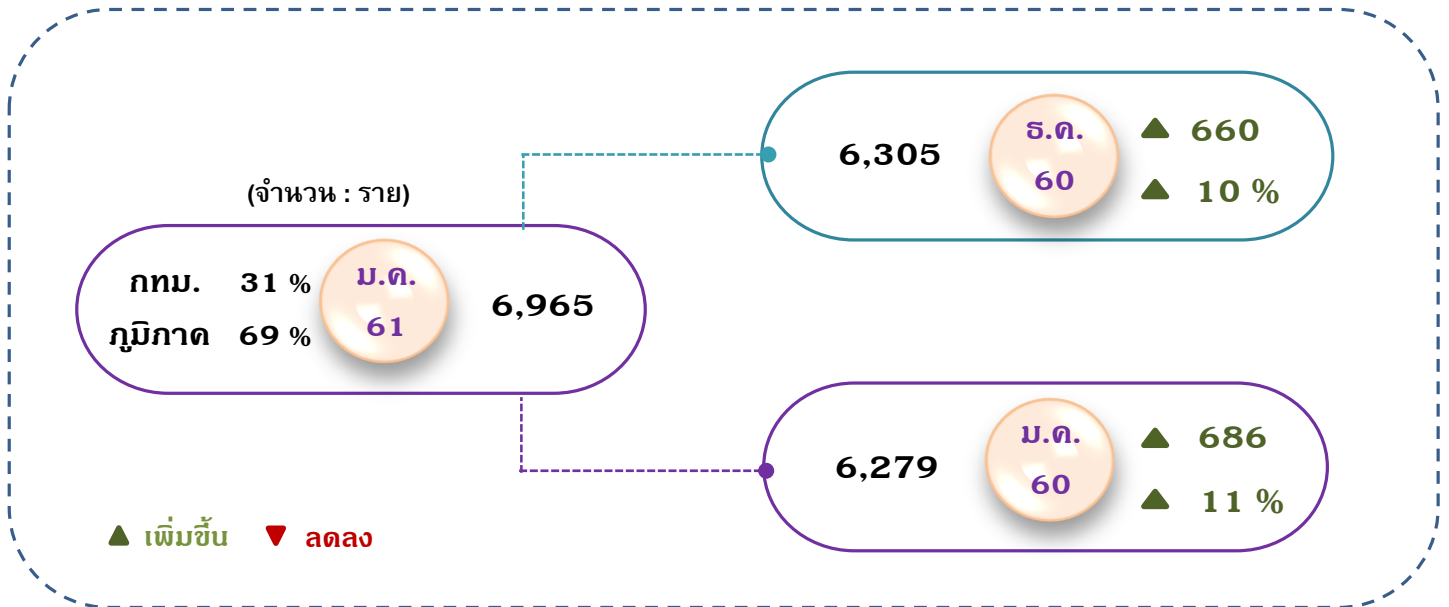 (จำนวน : ราย)
กทม. 31 %
ภูมิภาค 69 %
ม.ค.
61
6,965
6,305
ธ.ค.
60
660
10 %
6,279
ม.ค.
60
686
11 %
เพิ่มขึ้น ลดลง